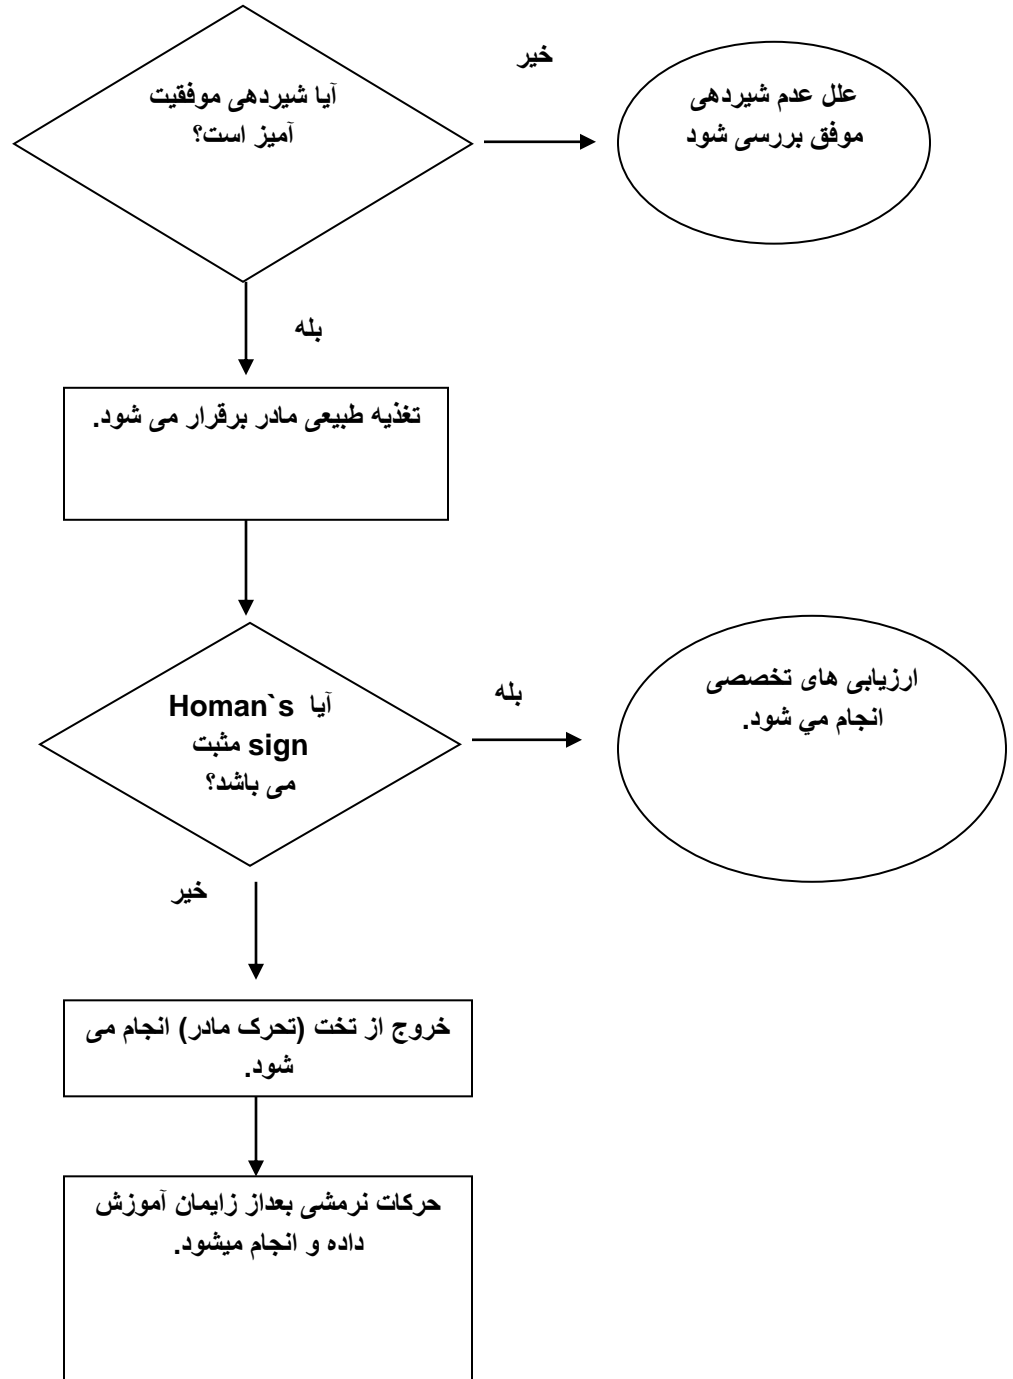 آیا شیردهی موفقیت
آمیز است؟
خیر
علل عدم شیردهی
موفق بررسی شود
بله
تغذیه طبیعی مادر برقرار می شود.
آیا Homan`s
sign مثبت
می باشد؟
بله
ارزیابی های تخصصی
انجام مي شود.
خیر
خروج از تخت (تحرک مادر) انجام می
شود.
حرکات نرمشی بعداز زایمان آموزش
داده و انجام میشود.